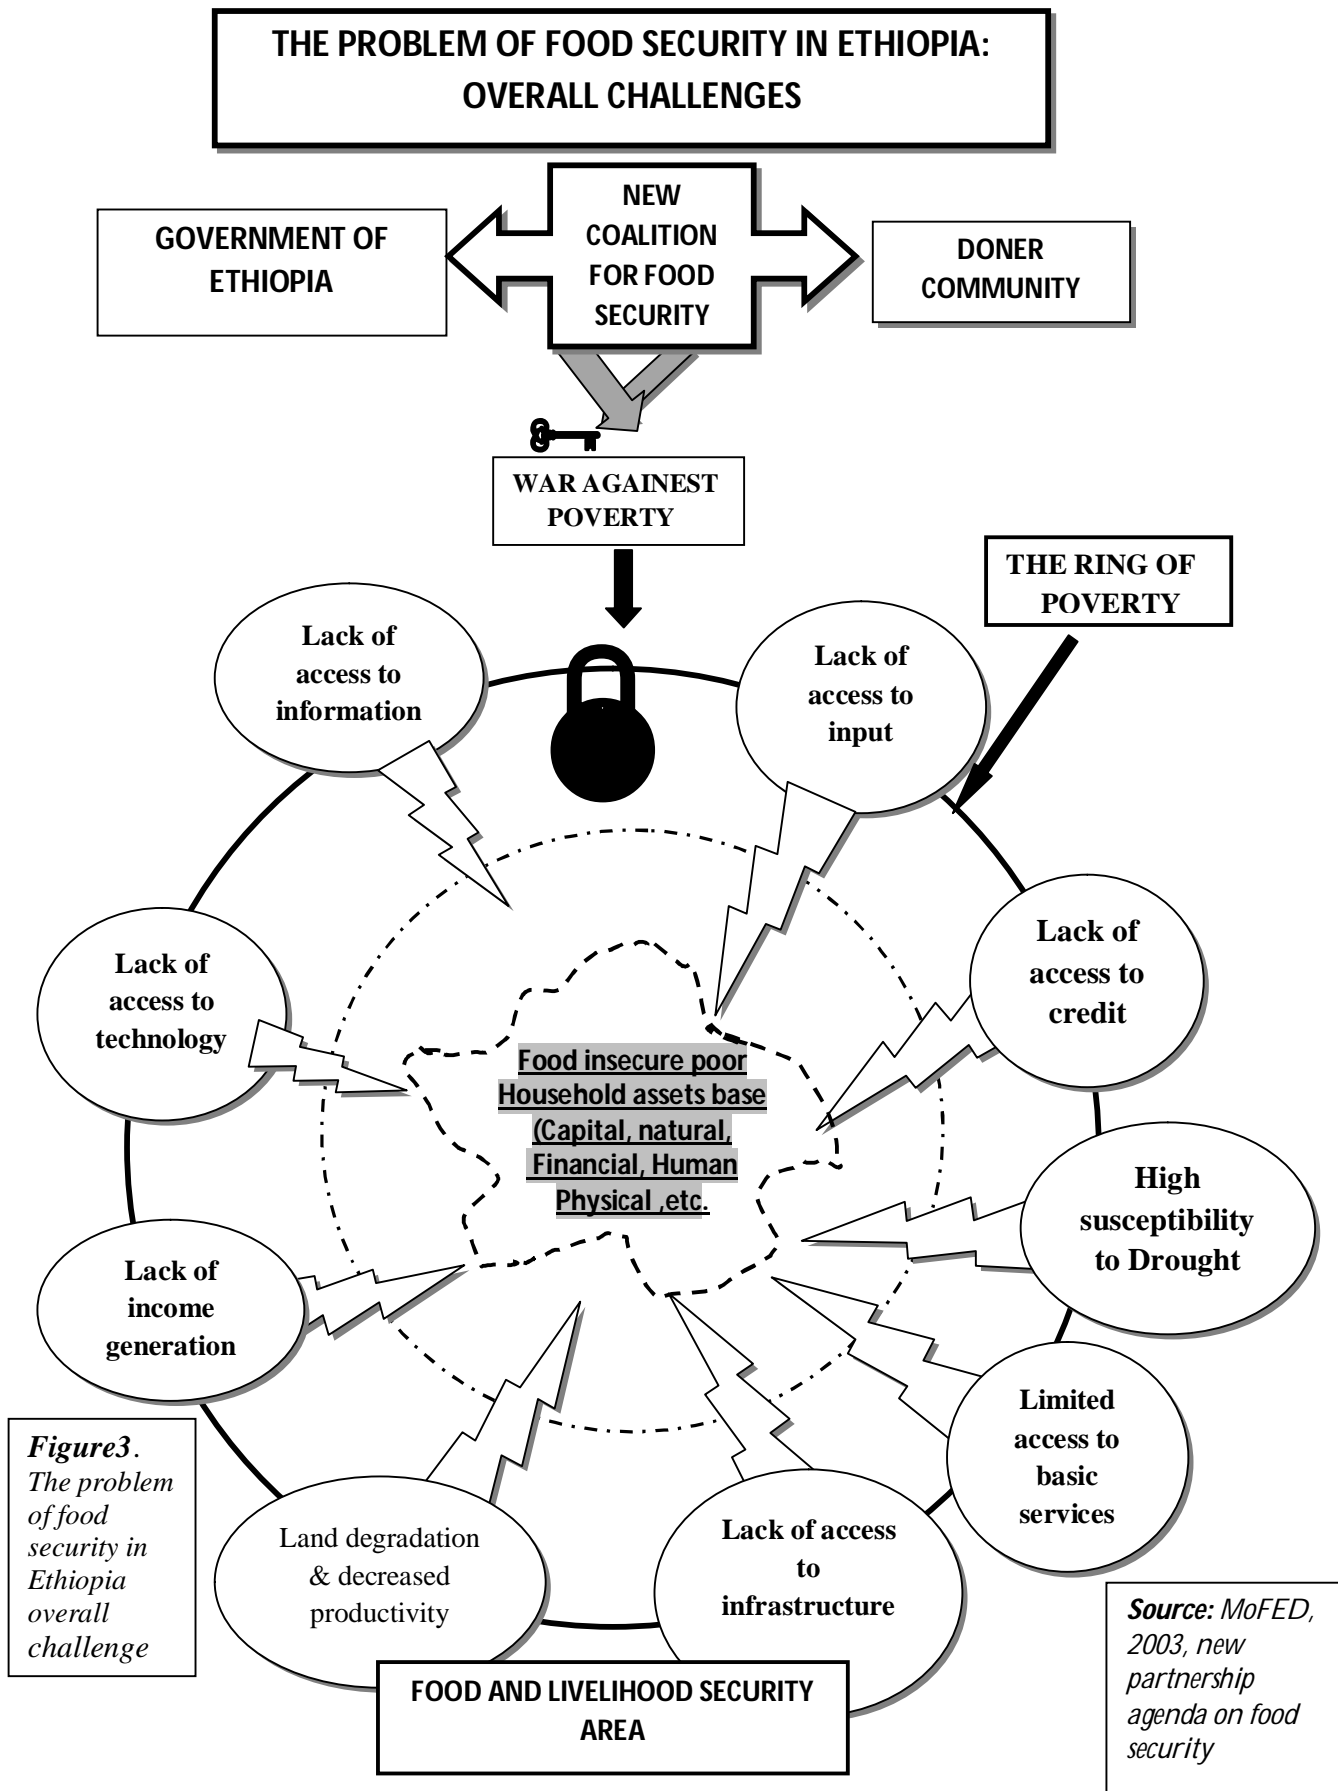 THE PROBLEM OF FOOD SECURITY IN ETHIOPIA:
OVERALL CHALLENGES
GOVERNMENT OF
ETHIOPIA
NEW
COALITION
FOR FOOD
SECURITY
DONER
COMMUNITY
WAR AGAINEST
POVERTY
THE RING OF
POVERTY
Lack of
access to
information
Lack of
access to
input
Lack of
access to
technology
Lack of
access to
credit
Food insecure poor
Household assets base
(Capital, natural,
Financial, Human
Physical ,etc.
High
susceptibility
to Drought
Lack of
income
generation
Limited
access to
basic
services
Land degradation
& decreased
productivity
Lack of access
to
infrastructure
Figure3.
The problem
of food
security in
Ethiopia
overall
challenge
FOOD AND LIVELIHOOD SECURITY
AREA
Source: MoFED,
2003, new
partnership
agenda on food
security